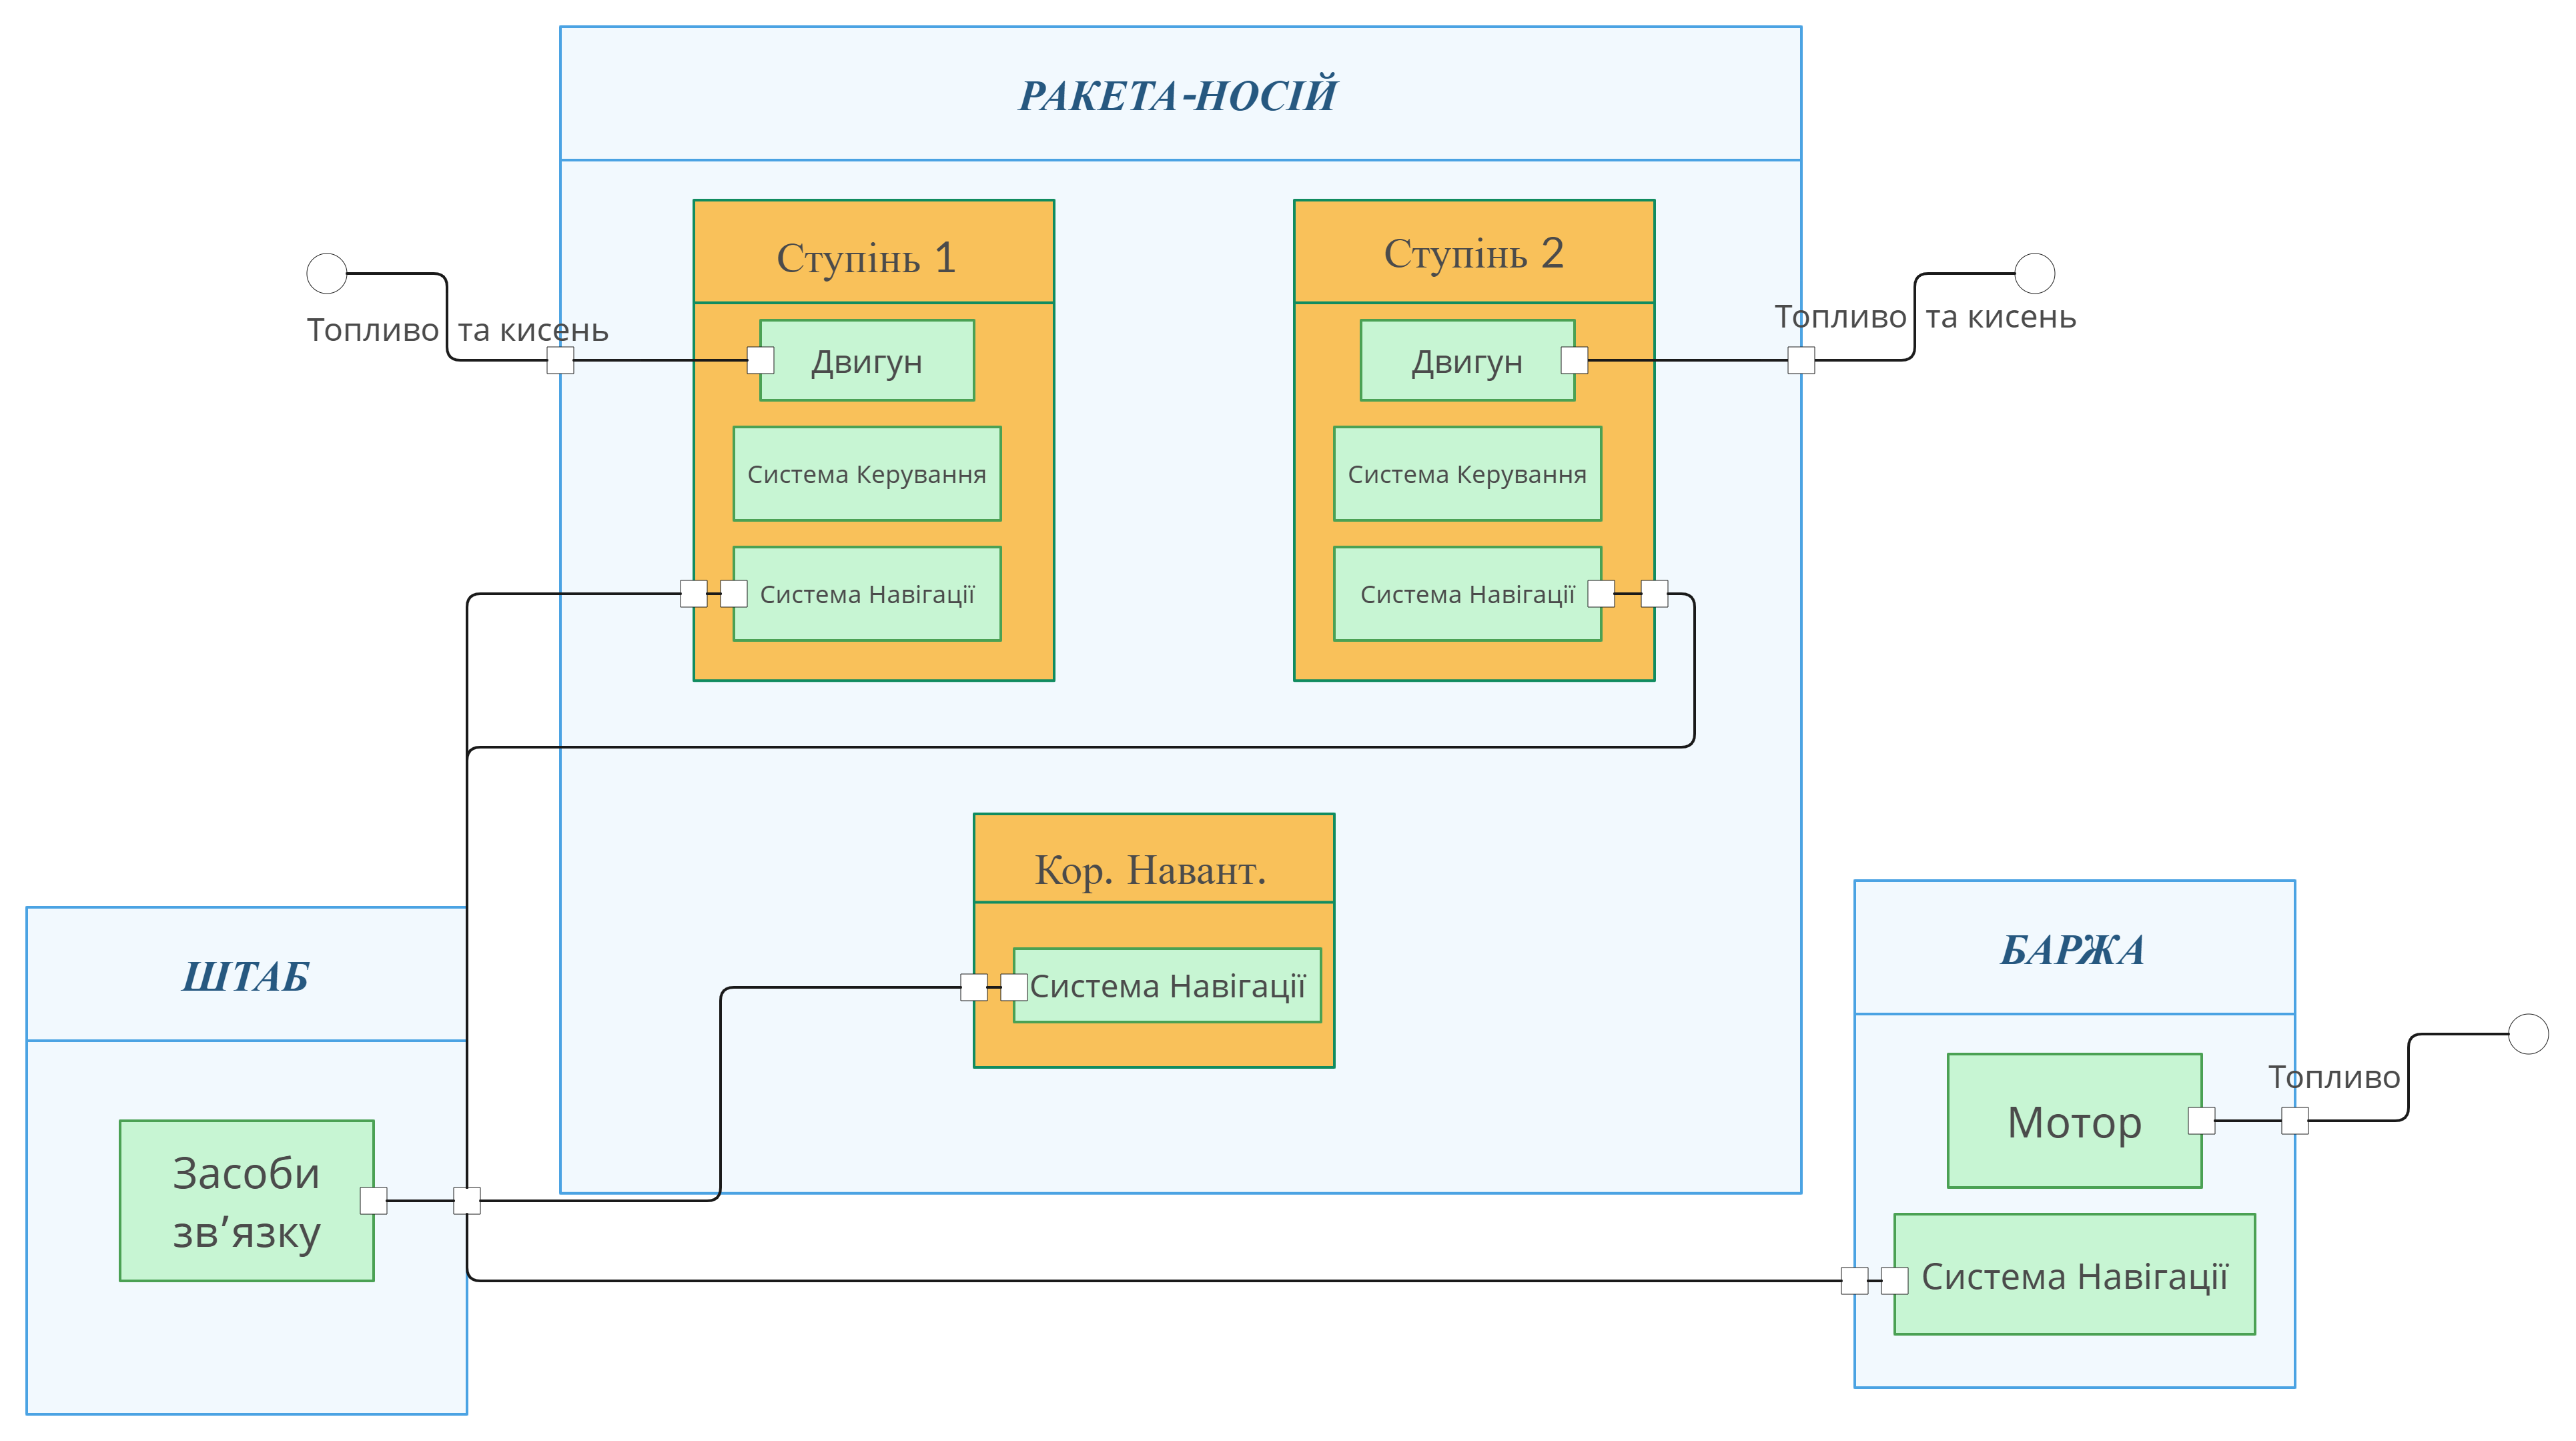 РАКЕТА-НОСІЙ
Ступінь 1
Ступінь 2
Топливо та кисень
Топливо та кисень
Двигун
Двигун
Система Керування
Система Керування
Система Навігації
Система Навігації
Кор. Навант.
Система Навігації
ШТАБ
Засоби
зв’язку
БАРЖА
Топливо
Мотор
Система Навігації